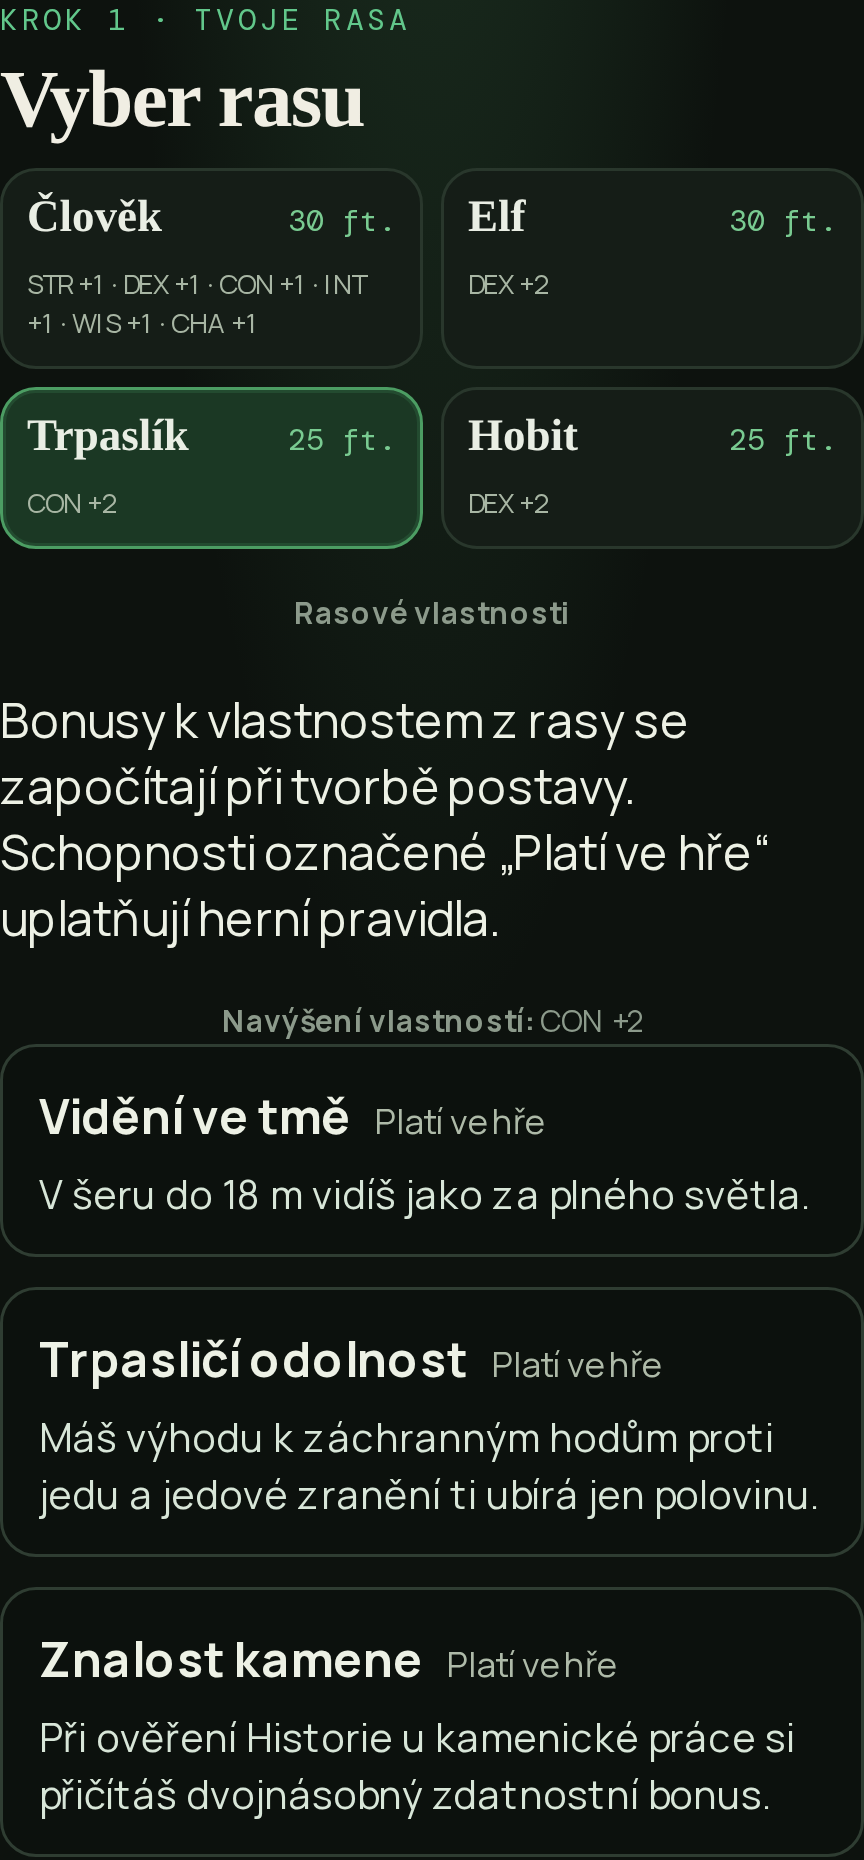 KROK 1 · TVOJE RASA
Vyber rasu
Člověk 30 ft.
STR +1 · DEX +1 · CON +1 · INT
+1 · WIS +1 · CHA +1
Elf 30 ft.
DEX +2
Trpaslík 25 ft.
CON +2
Hobit 25 ft.
DEX +2
Rasové vlastnosti
Bonusy k vlastnostem z rasy se
započítají při tvorbě postavy.
Schopnosti označené „Platí ve hře“
uplatňují herní pravidla.
Navýšení vlastností: CON +2
Vidění ve tmě Platí ve hře
V šeru do 18 m vidíš jako za plného světla.
Trpasličí odolnost Platí ve hře
Máš výhodu k záchranným hodům proti
jedu a jedové zranění ti ubírá jen polovinu.
Znalost kamene Platí ve hře
Při ověření Historie u kamenické práce si
přičítáš dvojnásobný zdatnostní bonus.